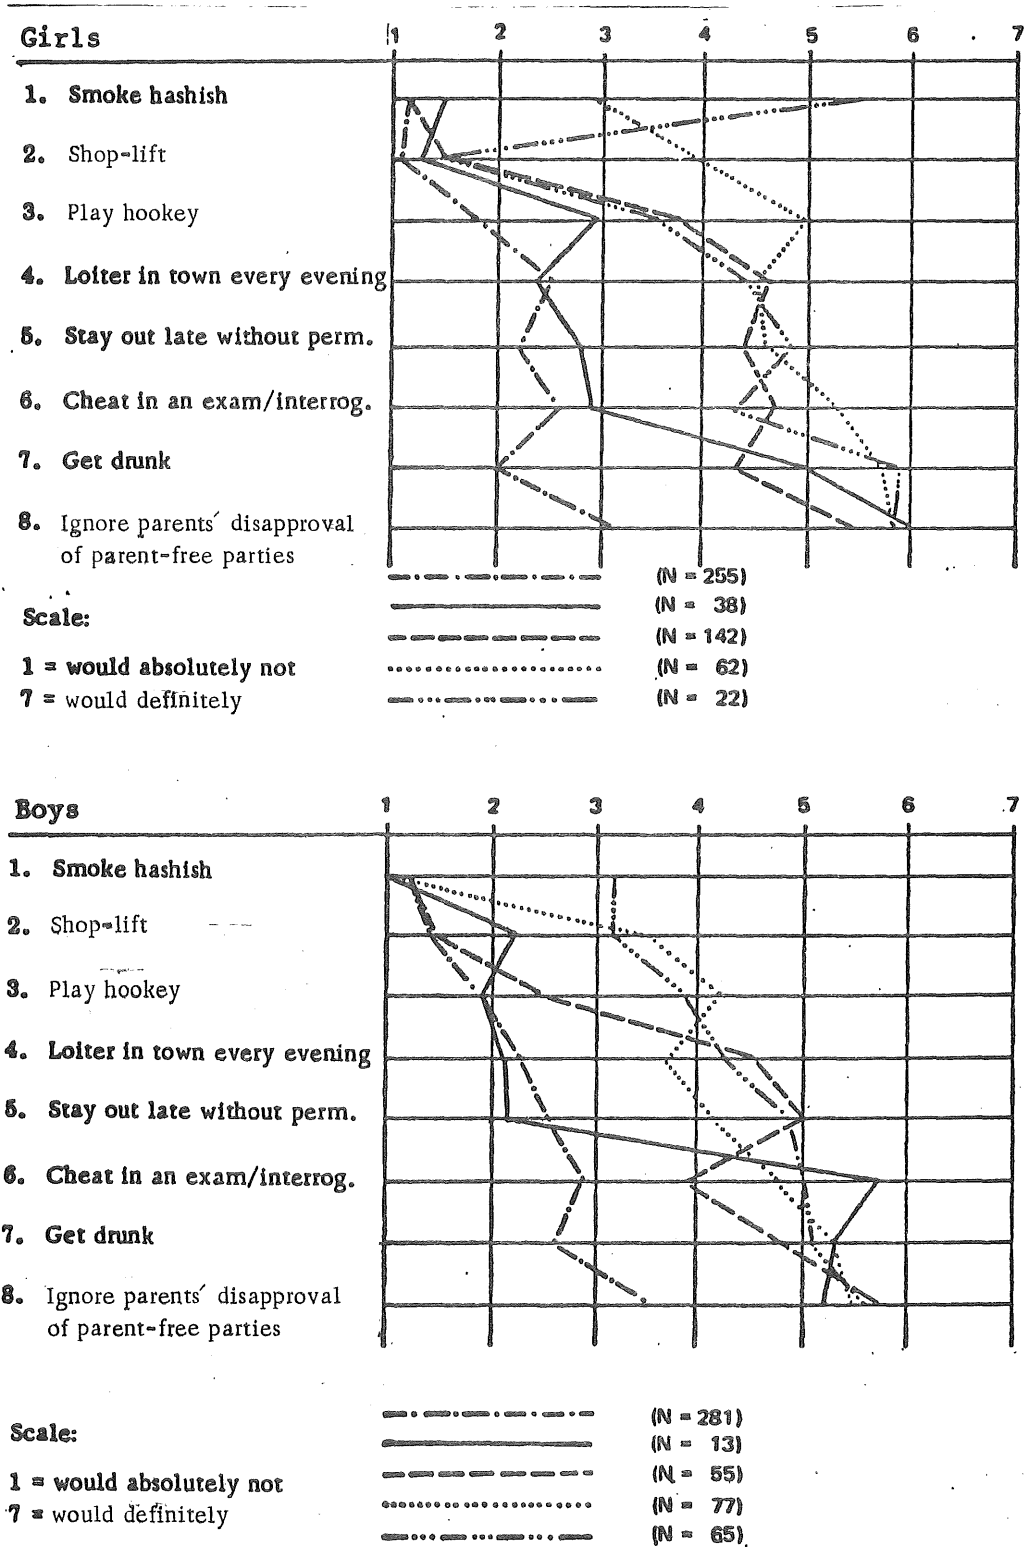 Girls 1 2 3 4 5 6 7
1. Smoke hashish
2. Shop-lift
3. Play hookey
4. Loiter in town every evening
5. Stay out late without perm.
6. Cheat in an exam/interrog.
7. Get drunk
8. Ignore parents' disapproval
of parent-free parties
(N = 255)
Scale: (N = 38)
(N = 142)
1 = would absolutely not (N = 62)
7 = would definitely (N = 22)
Boys 1 2 3 4 5 6 7
1. Smoke hashish
2. Shop-lift
3. Play hookey
4. Loiter in town every evening
5. Stay out late without perm.
6. Cheat in an exam/interrog.
7. Get drunk
8. Ignore parents' disapproval
of parent-free parties
(N = 281)
Scale: (N = 13)
(N = 55)
1 = would absolutely not (N = 77)
7 = would definitely (N = 65)